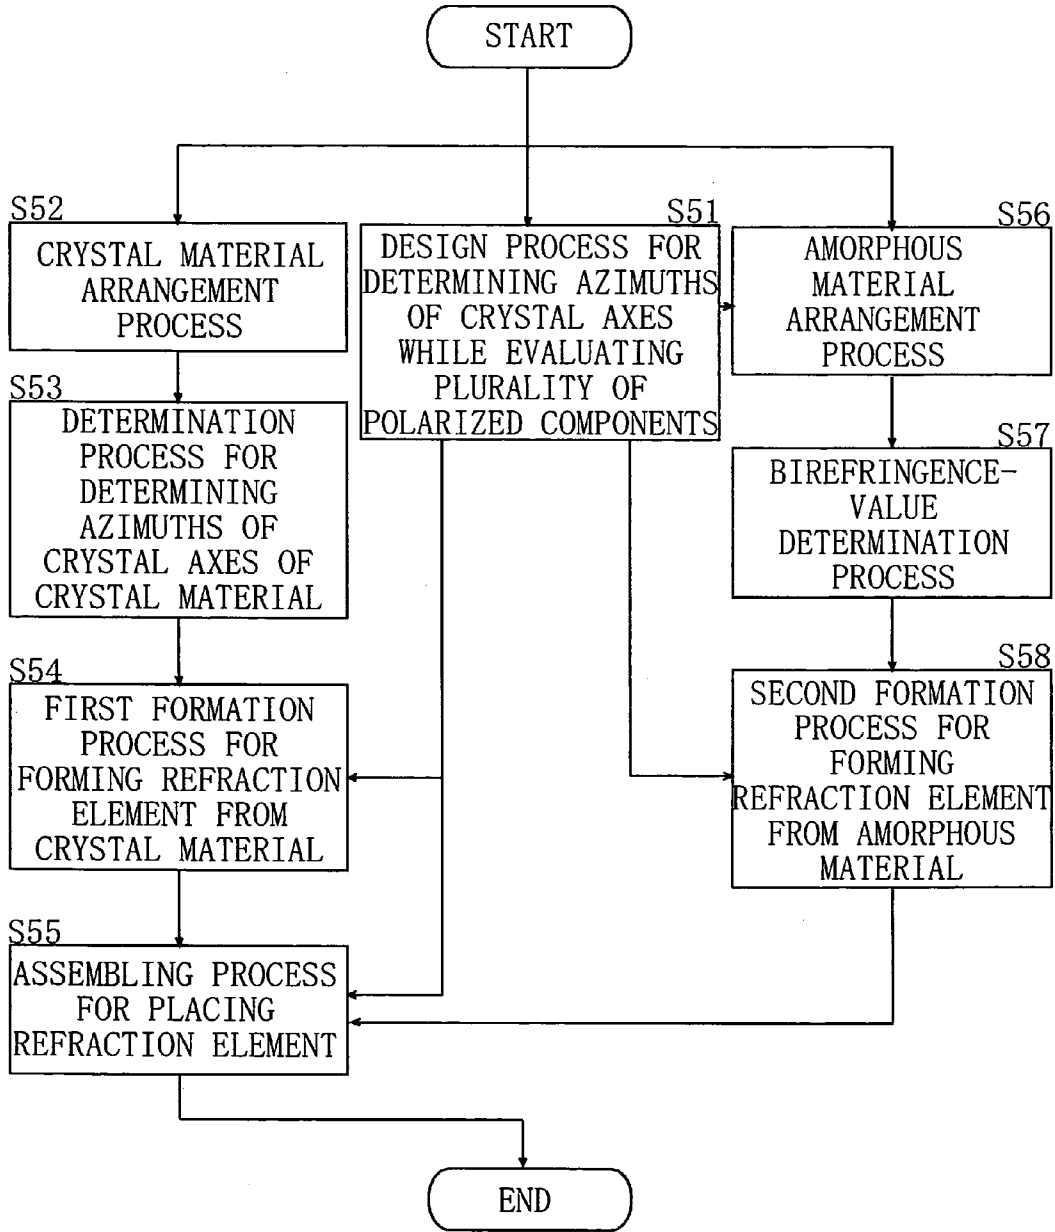 START
S52
CRYSTAL MATERIAL
ARRANGEMENT
PROCESS
S53
DETERMINATION
PROCESS FOR
DETERMINING
AZIMUTHS OF
CRYSTAL AXES OF
CRYSTAL MATERIAL
S54
FIRST FORMATION
PROCESS FOR
FORMING REFRACTION
ELEMENT FROM
CRYSTAL MATERIAL
S55
ASSEMBLING PROCESS
FOR PLACING
REFRACTION ELEMENT
S51
DESIGN PROCESS FOR
DETERMINING AZIMUTHS
OF CRYSTAL AXES
WHILE EVALUATING
PLURALITY OF
POLARIZED COMPONENTS
S56
AMORPHOUS
MATERIAL
ARRANGEMENT
PROCESS
S57
BIREFRINGENCE-
VALUE
DETERMINATION
PROCESS
S58
SECOND FORMATION
PROCESS FOR
FORMING
REFRACTION ELEMENT
FROM AMORPHOUS
MATERIAL
END